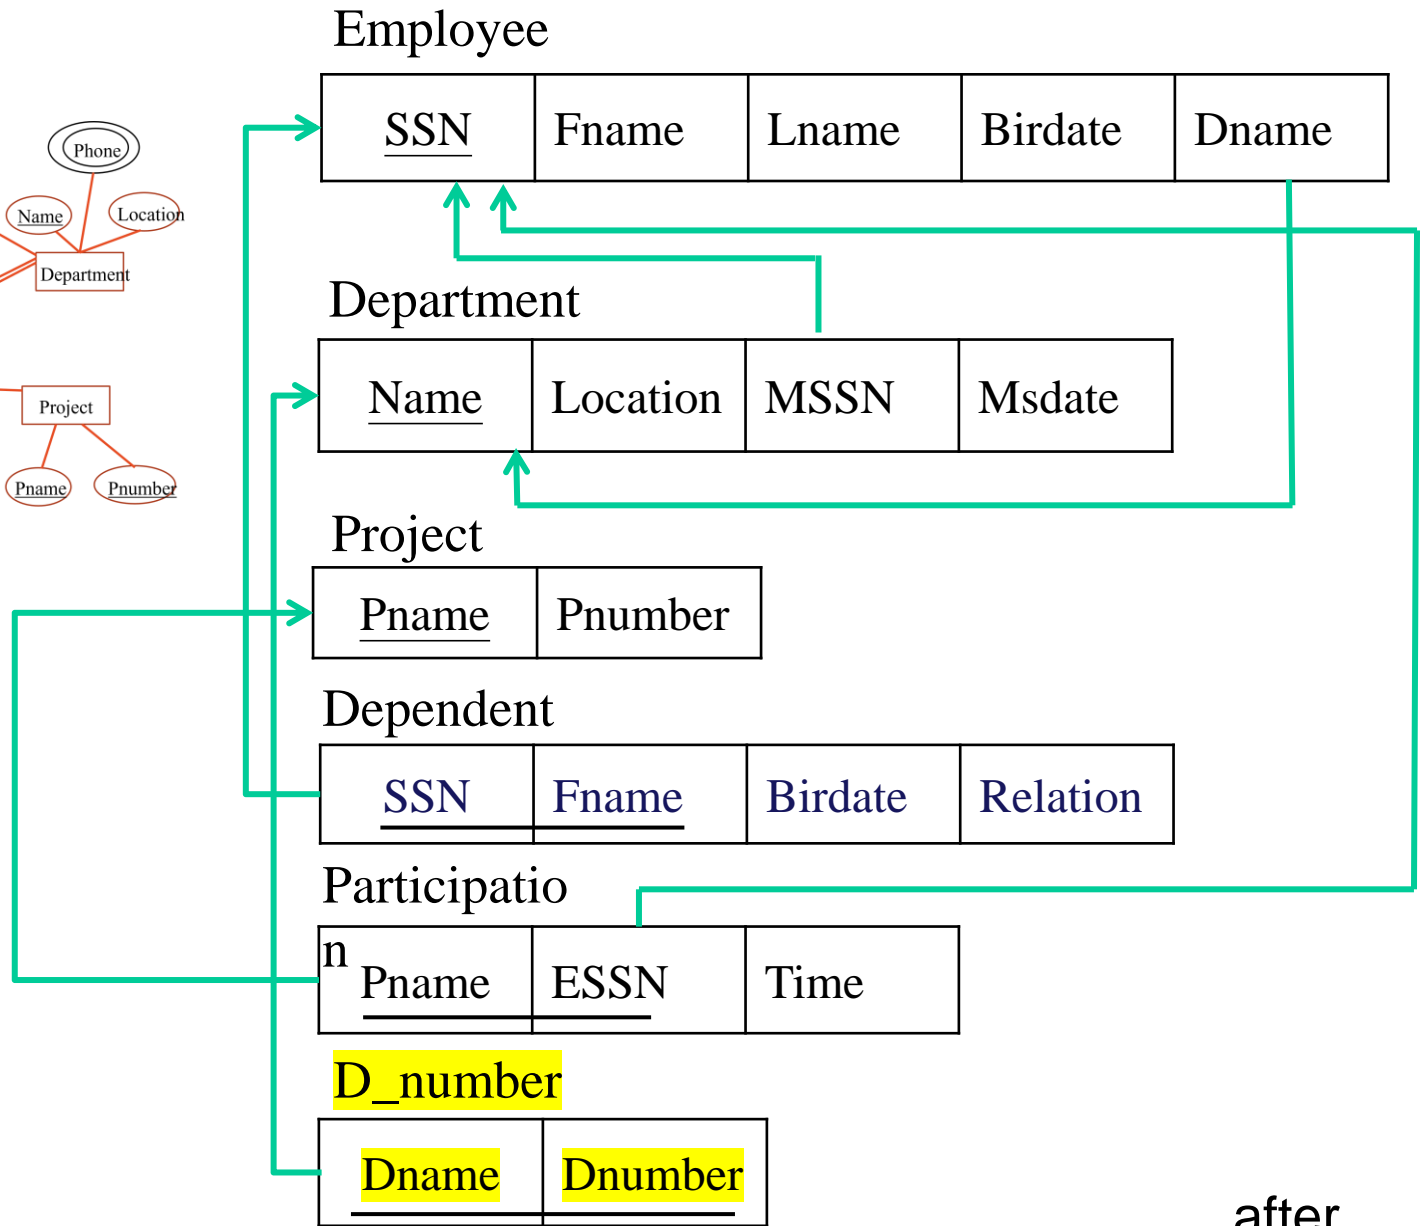 Employee
SSN Fname Lname Birdate Dname
Phone
Name Location
Department
Department
Name Location MSSN Msdate
Project
Pname Pnumber
Project
Pname Pnumber
Dependent
SSN Fname Birdate Relation
Participatio
n
Pname ESSN Time
D_number
Dname Dnumber
after